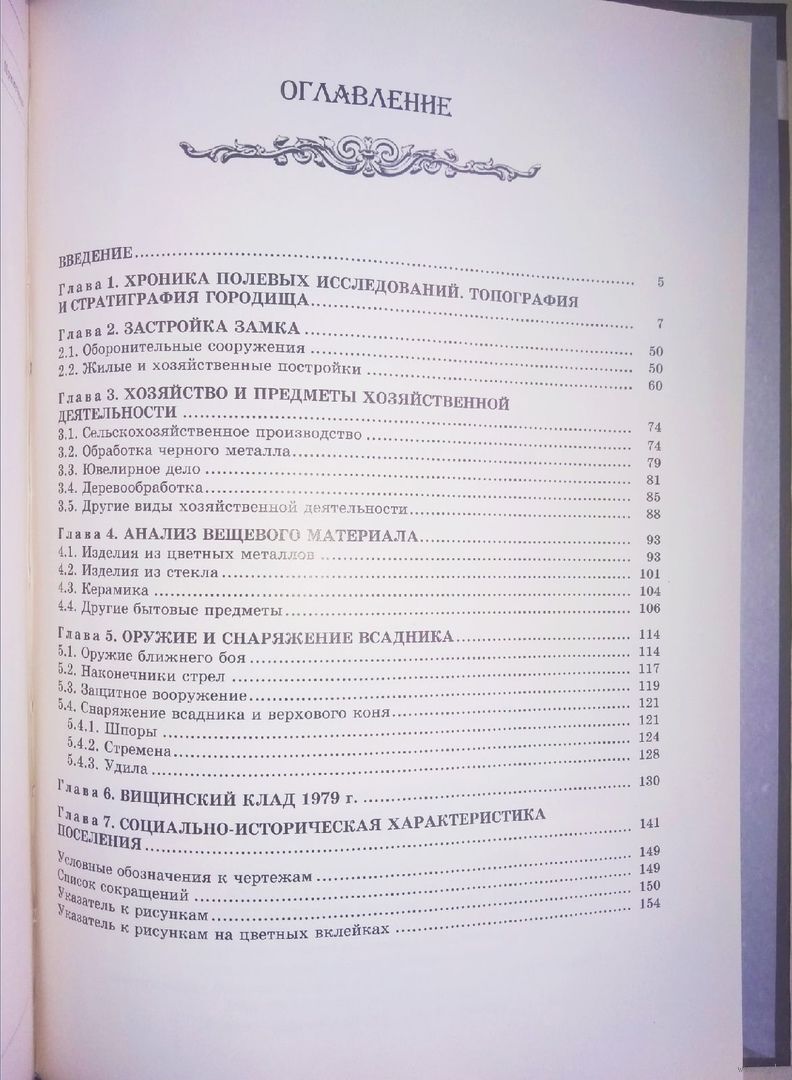 ОГЛАВЛЕНИЕ
ВВЕДЕНИЕ 5
Глава 1. ХРОНИКА ПОЛЕВЫХ ИССЛЕДОВАНИЙ. ТОПОГРАФИЯ
И СТРАТИГРАФИЯ ГОРОДИЩА 7
Глава 2. ЗАСТРОЙКА ЗАМКА 50
2.1. Оборонительные сооружения 50
2.2. Жилые и хозяйственные постройки 60
Глава 3. ХОЗЯЙСТВО И ПРЕДМЕТЫ ХОЗЯЙСТВЕННОЙ
ДЕЯТЕЛЬНОСТИ 74
3.1. Сельскохозяйственное производство 74
3.2. Обработка черного металла 79
3.3. Ювелирное дело 81
3.4. Деревообработка 85
3.5. Другие виды хозяйственной деятельности 88
Глава 4. АНАЛИЗ ВЕЩЕВОГО МАТЕРИАЛА 93
4.1. Изделия из цветных металлов 93
4.2. Изделия из стекла 101
4.3. Керамика 104
4.4. Другие бытовые предметы 106
Глава 5. ОРУЖИЕ И СНАРЯЖЕНИЕ ВСАДНИКА 114
5.1. Оружие ближнего боя 114
5.2. Наконечники стрел 117
5.3. Защитное вооружение 119
5.4. Снаряжение всадника и верхового коня 121
5.4.1. Шпоры 121
5.4.2. Стремена 124
5.4.3. Удила 128
Глава 6. ВИЩИНСКИЙ КЛАД 1979 г. 130
Глава 7. СОЦИАЛЬНО-ИСТОРИЧЕСКАЯ ХАРАКТЕРИСТИКА
ПОСЕЛЕНИЯ 141
Условные обозначения к чертежам 149
Список сокращений 149
Указатель к рисункам 150
Указатель к рисункам на цветных вклейках 154